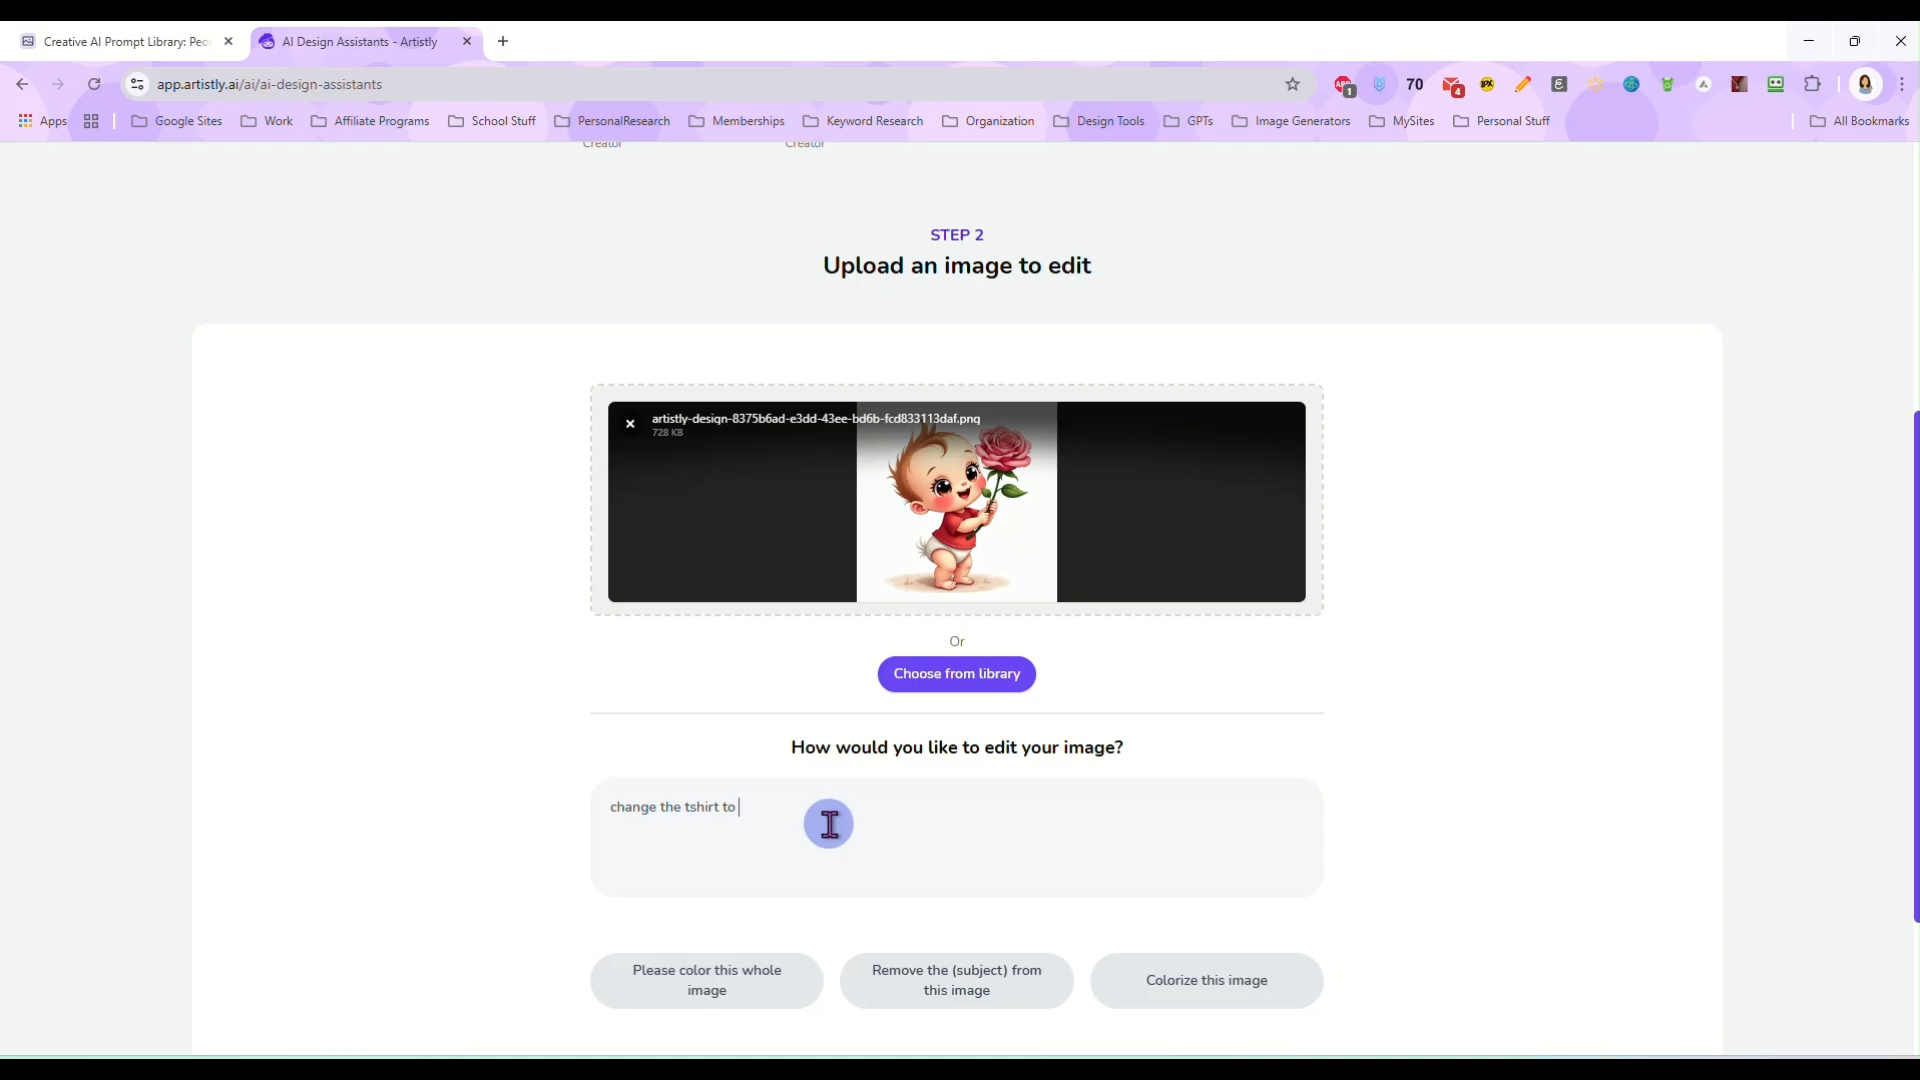 Creative AI Prompt Library: Peo
AI Design Assistants - Artistly
app.artistly.ai/ai/ai-design-assistants
1
70
4
Apps
Google Sites
Work
Affiliate Programs
School Stuff
PersonalResearch
Memberships
Keyword Research
Organization
Design Tools
GPTs
Image Generators
MySites
Personal Stuff
All Bookmarks
Creator
Creator
STEP 2
Upload an image to edit
artistly-design-8375b6ad-e3dd-43ee-bd6b-fcd833113daf.png
728 KB
Or
Choose from library
How would you like to edit your image?
change the tshirt to
Please color this whole
image
Remove the (subject) from
this image
Colorize this image